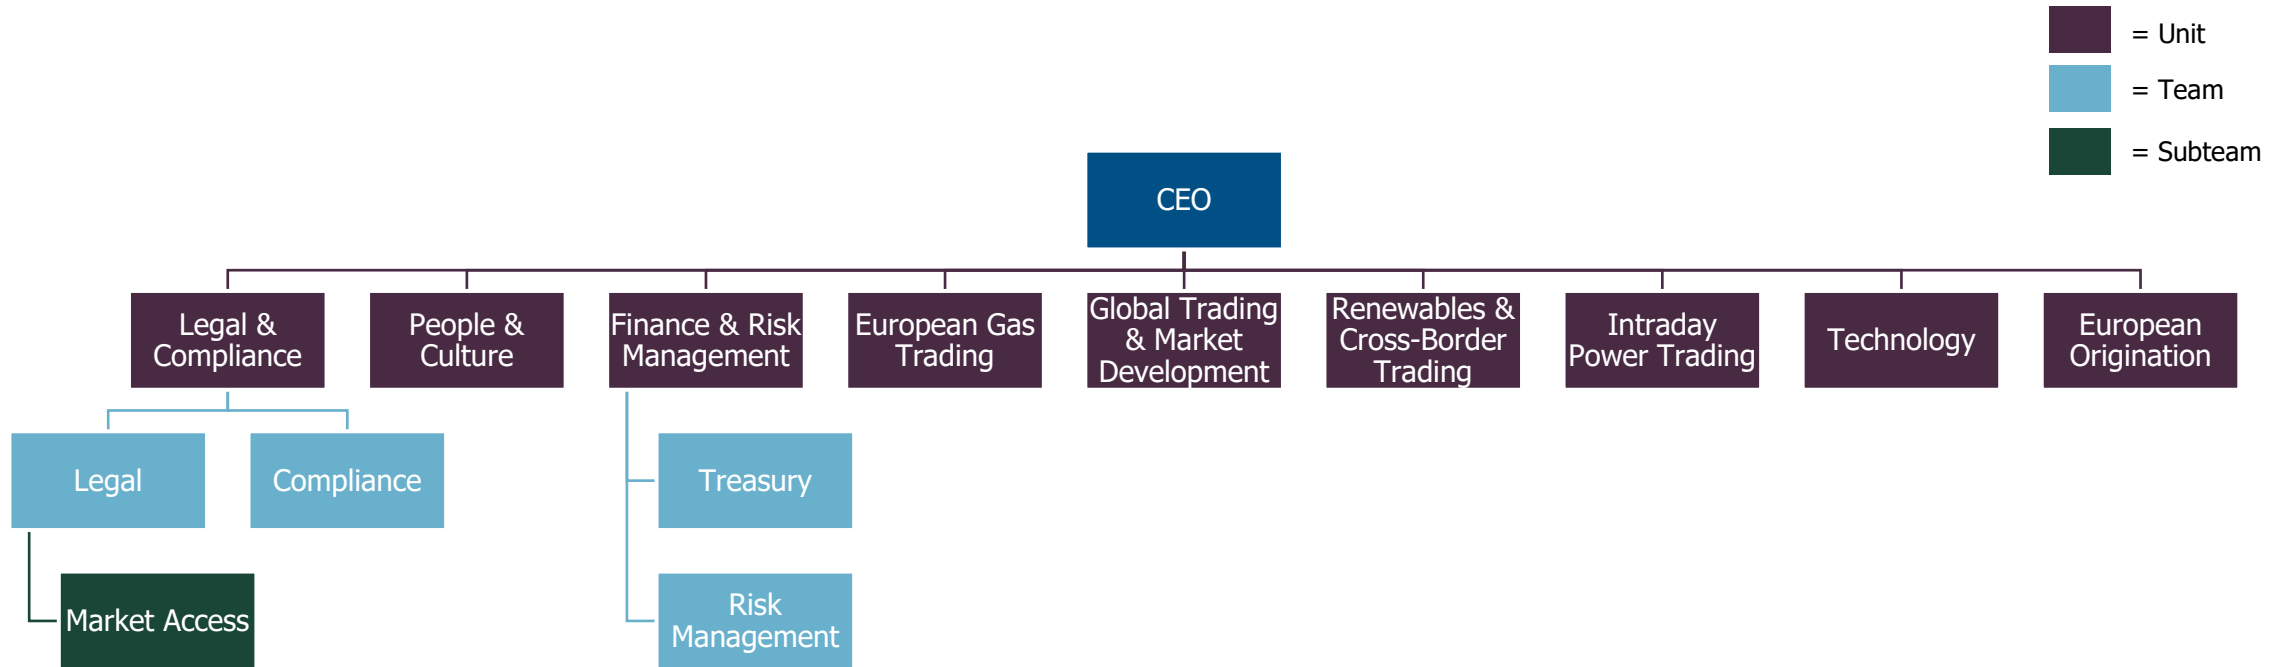 = Unit
= Team
= Subteam
CEO
Legal &
Compliance
People &
Culture
Finance & Risk
Management
European Gas
Trading
Global Trading
& Market
Development
Renewables &
Cross-Border
Trading
Intraday
Power Trading
Technology
European
Origination
Legal
Compliance
Treasury
Market Access
Risk
Management